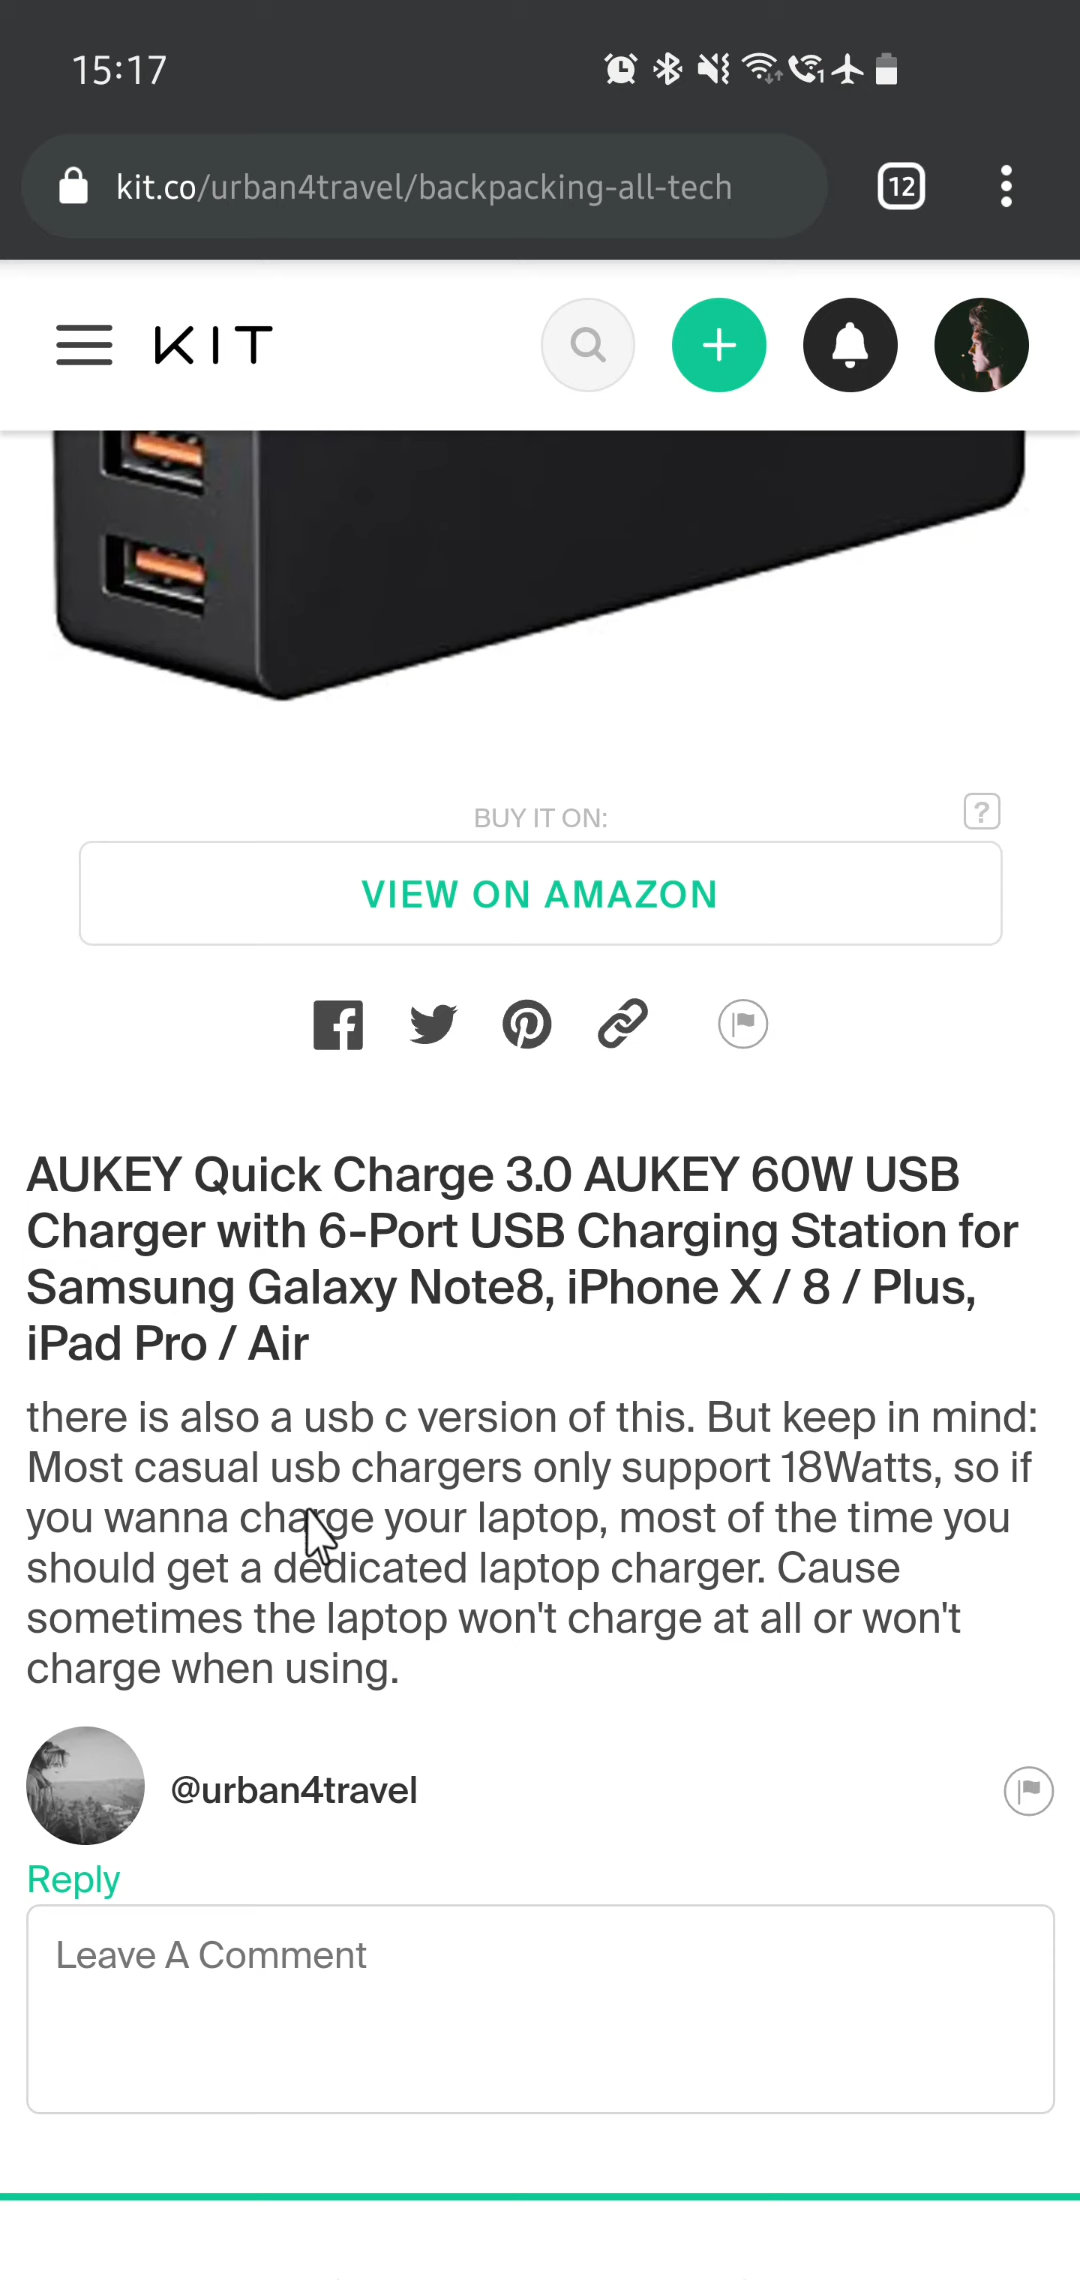 15:17
kit.co/urban4travel/backpacking-all-tech
12
KIT
BUY IT ON:
?
VIEW ON AMAZON
AUKEY Quick Charge 3.0 AUKEY 60W USB
Charger with 6-Port USB Charging Station for
Samsung Galaxy Note8, iPhone X / 8 / Plus,
iPad Pro / Air
there is also a usb c version of this. But keep in mind:
Most casual usb chargers only support 18Watts, so if
you wanna charge your laptop, most of the time you
should get a dedicated laptop charger. Cause
sometimes the laptop won't charge at all or won't
charge when using.
@urban4travel
Reply
Leave A Comment